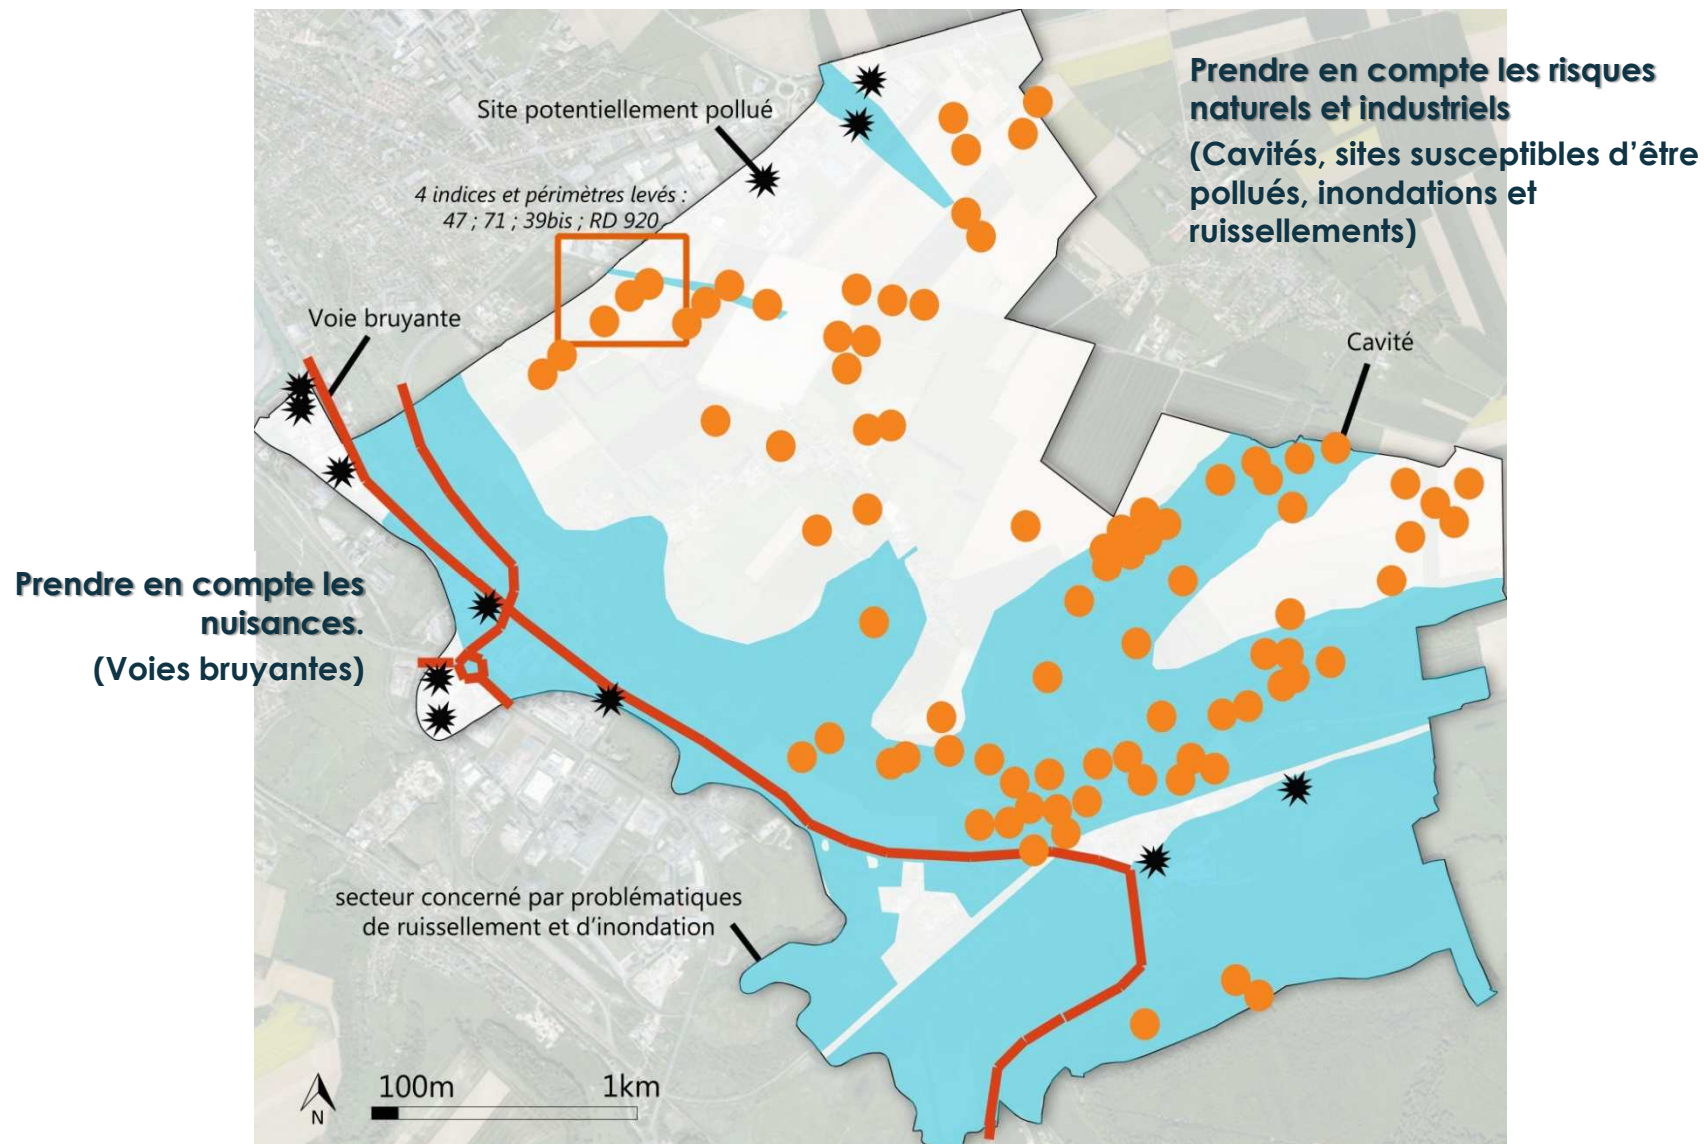 Prendre en compte les risques
naturels et industriels
(Cavités, sites susceptibles d'être
pollués, inondations et
ruissellements)
Site potentiellement pollué
4 indices et périmètres levés :
47 ; 71 ; 39bis ; RD 920
Voie bruyante
Cavité
Prendre en compte les
nuisances.
(Voies bruyantes)
secteur concerné par problématiques
de ruissellement et d'inondation
100m 1km
N